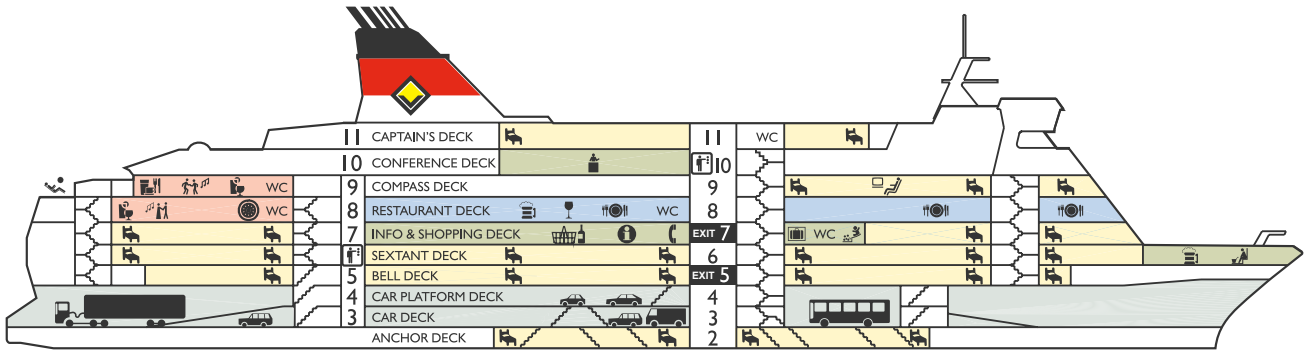 11 CAPTAIN'S DECK 11 WC
10 CONFERENCE DECK 10
WC 9 COMPASS DECK 9
WC 8 RESTAURANT DECK WC 8
7 INFO & SHOPPING DECK EXIT 7 WC
SEXTANT DECK 6
5 BELL DECK EXIT 5
4 CAR PLATFORM DECK 4
3 CAR DECK 3
ANCHOR DECK 2